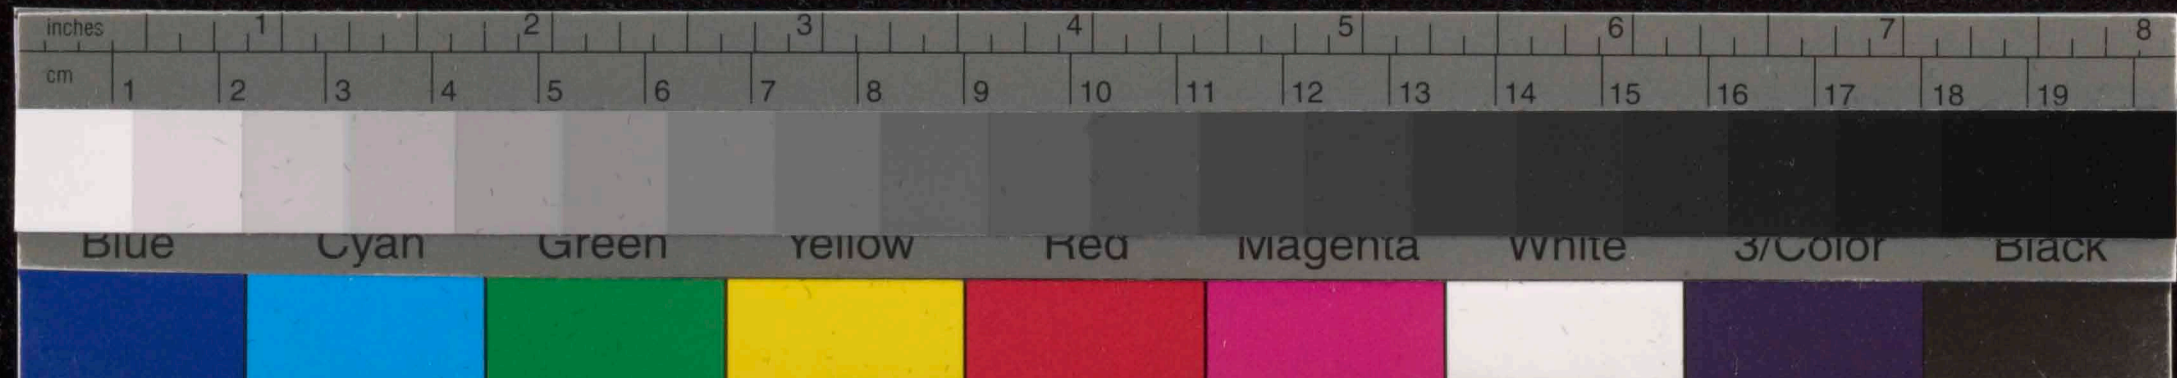 inches 1 2 3 4 5 6 7 8
cm 1 2 3 4 5 6 7 8 9 10 11 12 13 14 15 16 17 18 19
Blue Cyan Green Yellow Red Magenta White 3/Color Black